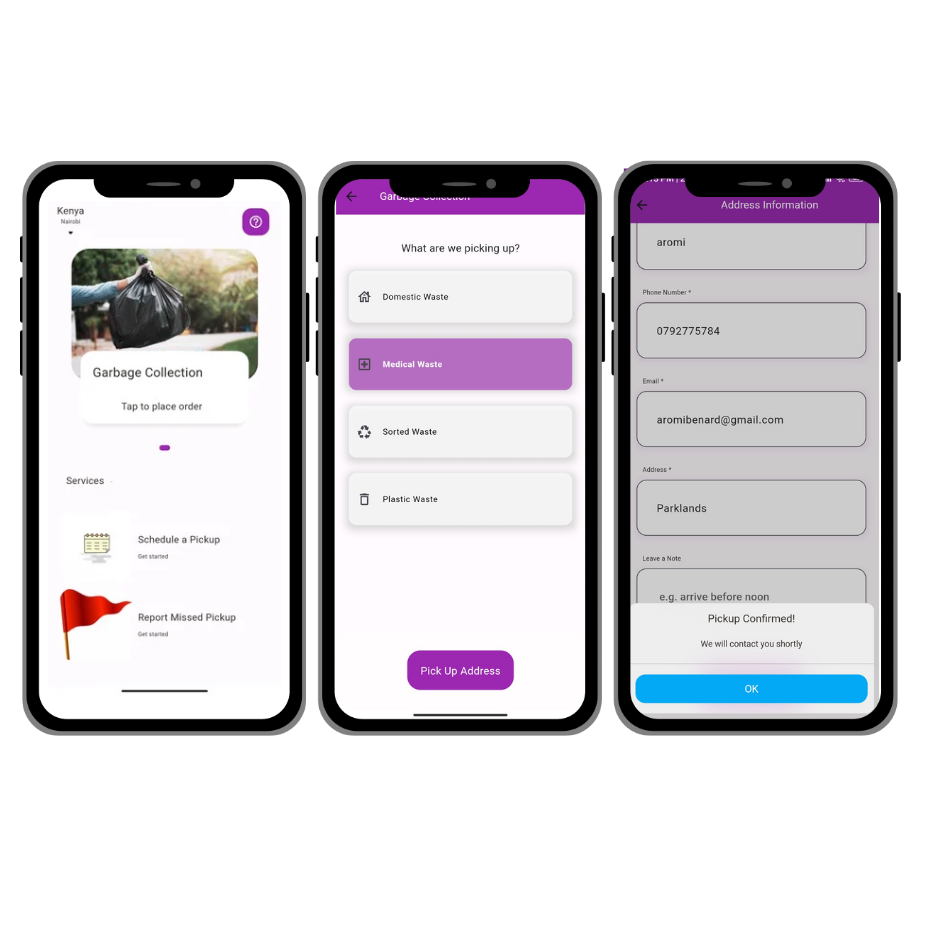 Kenya
Nairobi
Garbage Collection
Tap to place order
Services
Schedule a Pickup
Get started
Report Missed Pickup
Get started
Garbage Collection
What are we picking up?
Domestic Waste
Medical Waste
Sorted Waste
Plastic Waste
Pick Up Address
Address Information
aromi
Phone Number *
0792775784
Email *
aromibenard@gmail.com
Address *
Parklands
Leave a Note
e.g. arrive before noon
Pickup Confirmed!
We will contact you shortly
OK